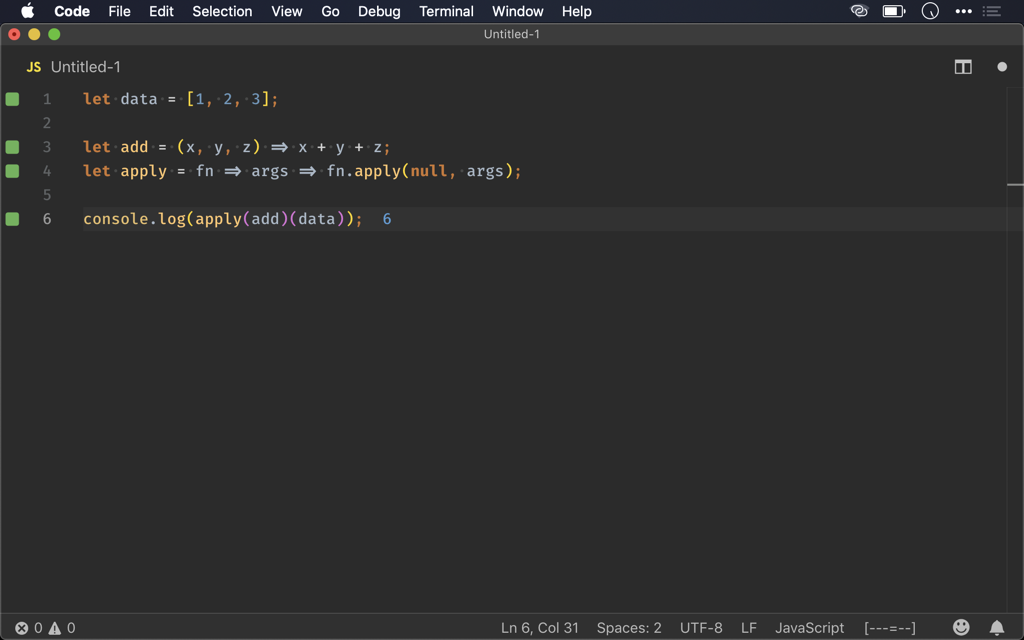 Code File Edit Selection View Go Debug Terminal Window Help
Untitled-1
JS Untitled-1
1 let data = [1, 2, 3];
2
3 let add = (x, y, z) => x + y + z;
4 let apply = fn => args => fn.apply(null, args);
5
6 console.log(apply(add)(data)); 6
0 0 Ln 6, Col 31 Spaces: 2 UTF-8 LF JavaScript [---=--]